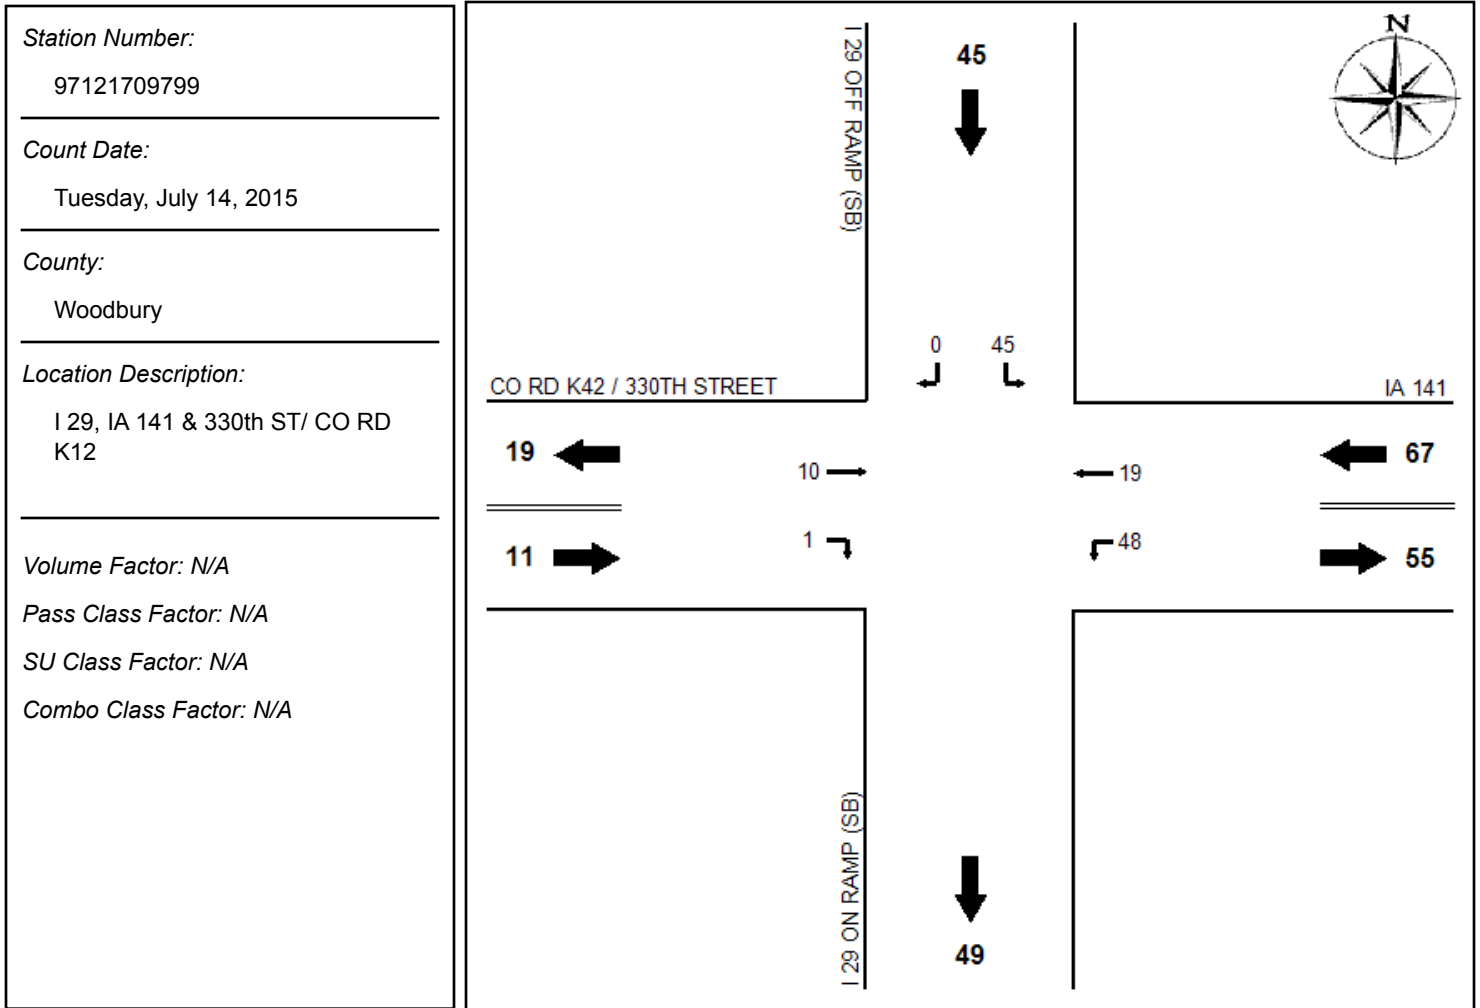 Station Number:
97121709799
Count Date:
Tuesday, July 14, 2015
County:
Woodbury
Location Description:
I 29, IA 141 & 330th ST/ CO RD
K12
Volume Factor: N/A
Pass Class Factor: N/A
SU Class Factor: N/A
Combo Class Factor: N/A
N
I 29 OFF RAMP (SB)
45
0 45
CO RD K42 / 330TH STREET
IA 141
19
10
19
67
11
1
48
55
I 29 ON RAMP (SB)
49